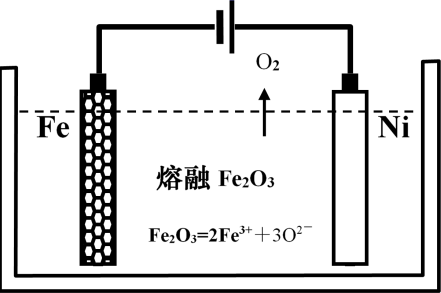 O₂
Fe
Ni
熔融 Fe₂O₃
Fe₂O₃=2Fe³⁺+3O²⁻